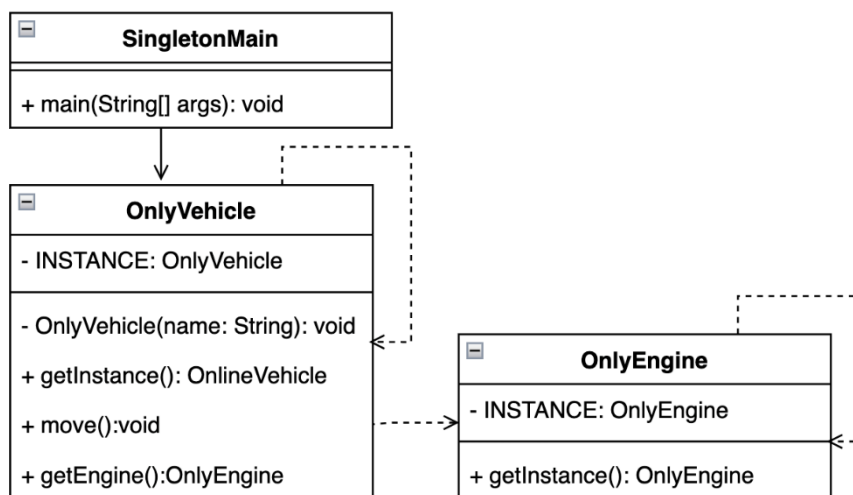 SingletonMain
+ main(String[] args): void
OnlyVehicle
- INSTANCE: OnlyVehicle
- OnlyVehicle(name: String): void
+ getInstance(): OnlineVehicle
+ move():void
+ getEngine():OnlyEngine
OnlyEngine
- INSTANCE: OnlyEngine
+ getInstance(): OnlyEngine